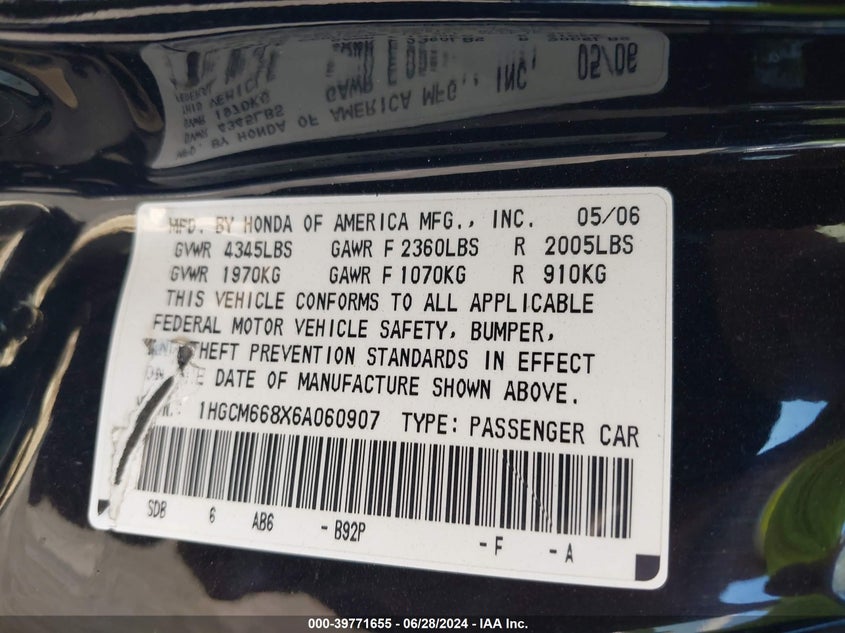 MFD. BY HONDA OF AMERICA MFG., INC. 05/06
GVWR 4345LBS GAWR F 2360LBS R 2005LBS
GVWR 1970KG GAWR F 1070KG R 910KG
THIS VEHICLE CONFORMS TO ALL APPLICABLE
FEDERAL MOTOR VEHICLE SAFETY, BUMPER,
AND THEFT PREVENTION STANDARDS IN EFFECT
ON DATE OF MANUFACTURE SHOWN ABOVE.
1HGCM668X6A060907 TYPE: PASSENGER CAR
SDB 6 AB6 - B92P - F - A
000-39771655 / 06/28/2024 - IAA Inc.